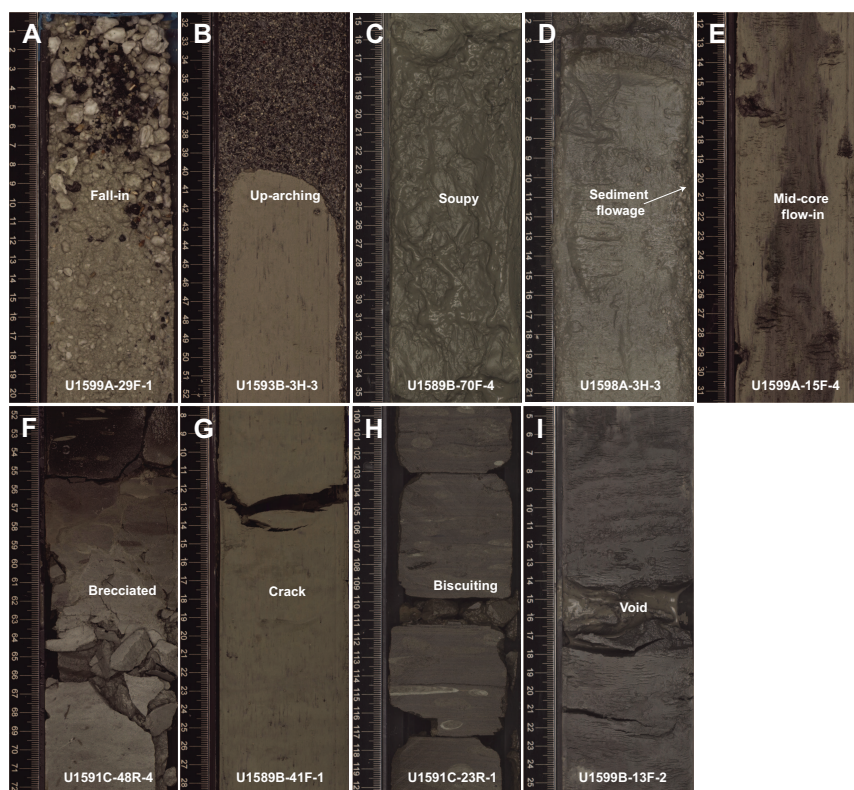 A
Fall-in
U1599A-29F-1
B
Up-arching
U1593B-3H-3
C
Soupy
U1589B-70F-4
D
Sediment
flowage
U1598A-3H-3
E
Mid-core
flow-in
U1599A-15F-4
F
Brecciated
U1591C-48R-4
G
Crack
U1589B-41F-1
H
Biscuiting
U1591C-23R-1
I
Void
U1599B-13F-2